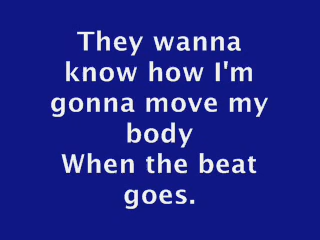 They wanna
know how I'm
gonna move my
body
When the beat
goes.